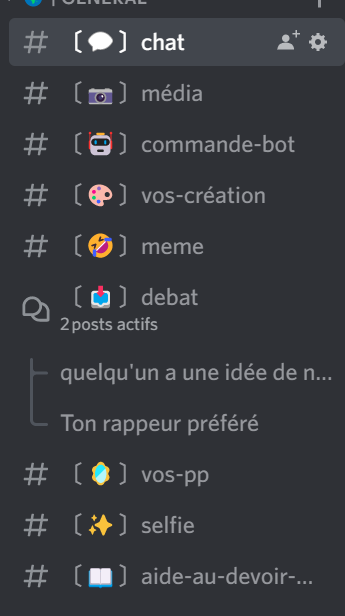 🌍 | GÉNÉRAL
# 〔💬〕chat
# 〔📷〕média
# 〔🤖〕commande-bot
# 〔🎨〕vos-création
# 〔🤣〕meme
〔📩〕debat
2 posts actifs
quelqu'un a une idée de n...
Ton rappeur préféré
# 〔🪞〕vos-pp
# 〔✨〕selfie
# 〔📖〕aide-au-devoir-...